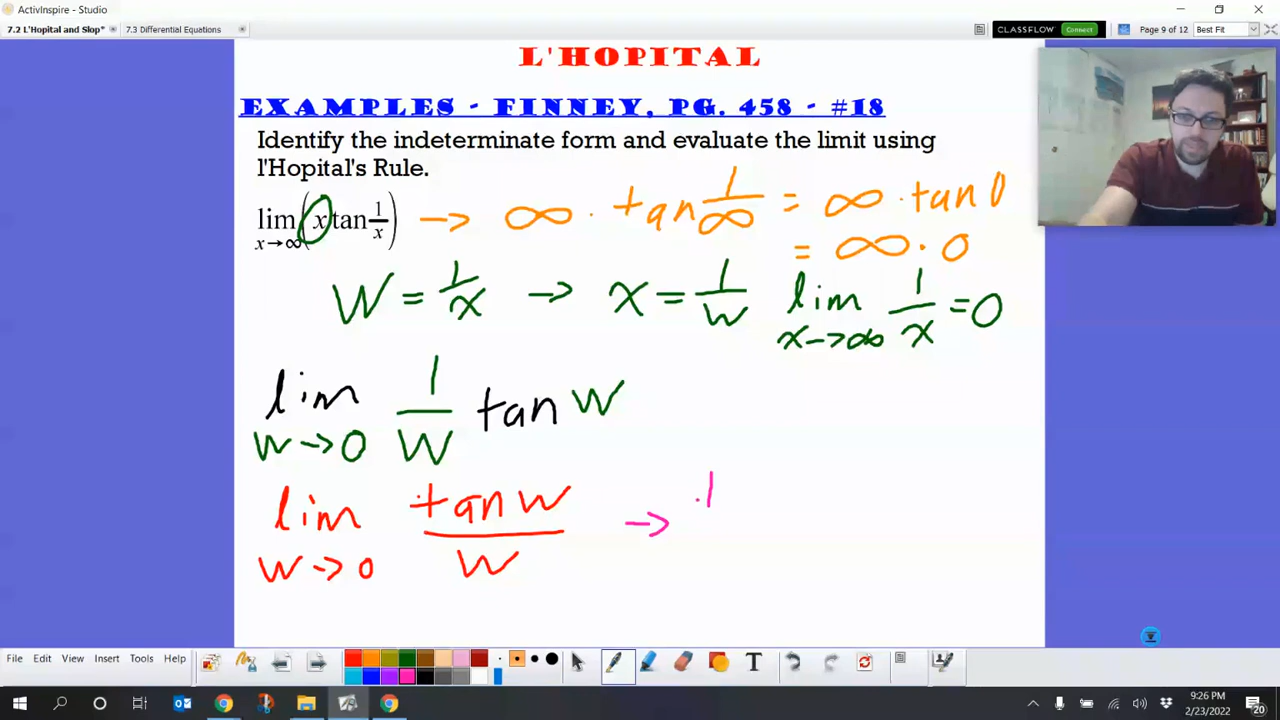 ActivInspire - Studio
7.2 L'Hopital and Slop* 7.3 Differential Equations
CLASSFLOW Connect Page 9 of 12 Best Fit
L'HOPITAL
EXAMPLES - FINNEY, PG. 458 - #18
Identify the indeterminate form and evaluate the limit using
l'Hopital's Rule.
lim x→∞ (x tan 1/x) → ∞ · tan 1/∞ = ∞ · tan 0
= ∞ · 0
W = 1/x → x = 1/w lim x→∞ 1/x = 0
lim w→0 1/W tan W
lim w→0 tan w / w →
File Edit View Insert Tools Help
9:26 PM
2/23/2022
20